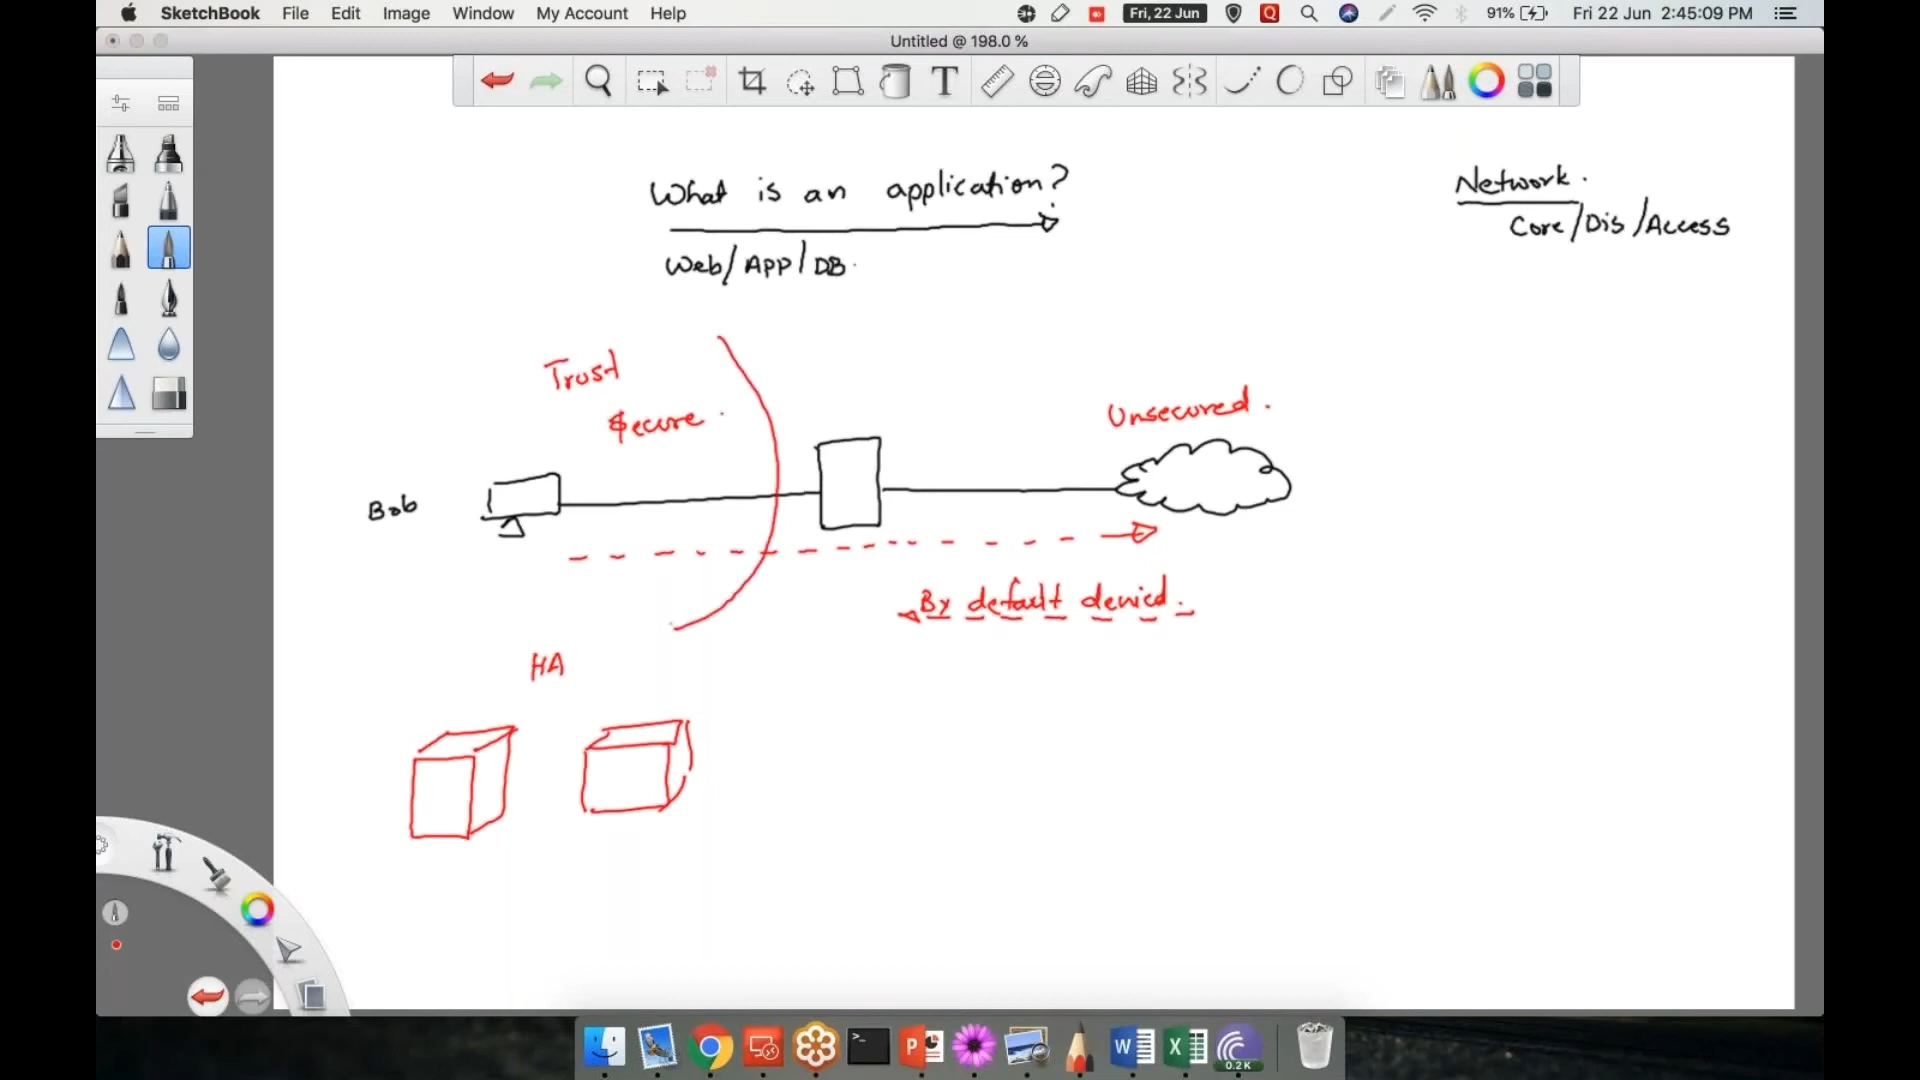 SketchBook File Edit Image Window My Account Help
Fri, 22 Jun
91%
Fri 22 Jun 2:45:09 PM
Untitled @ 198.0 %
T
What is an application?
Web/App/DB.
Network.
Core/Dis/Access
Trust
Secure.
Unsecured.
Bob
By default denied.
HA
0.2 K